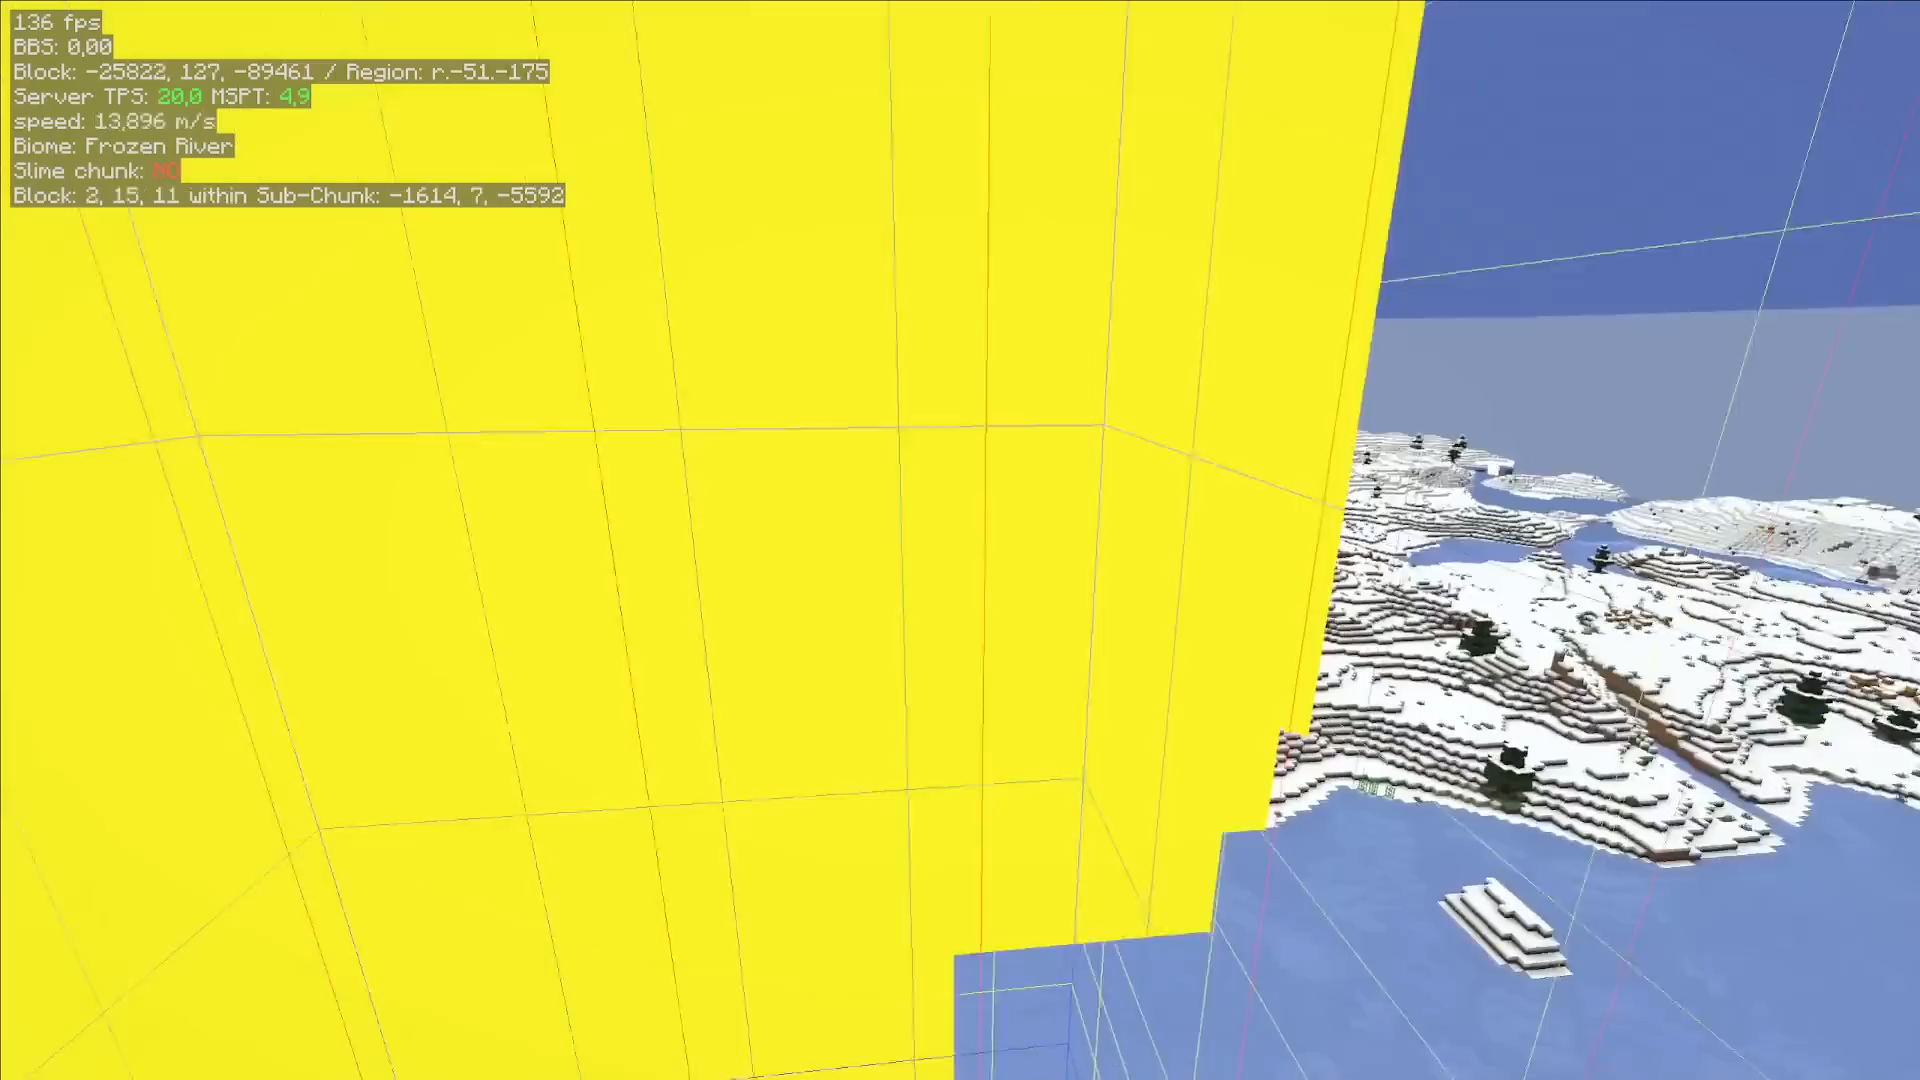 136 fps
BBS: 0,00
Block: -25822, 127, -89461 / Region: r.-51.-175
Server TPS: 20,0 MSPT: 4,9
speed: 13,896 m/s
Biome: Frozen River
Slime chunk: NO
Block: 2, 15, 11 within Sub-Chunk: -1614, 7, -5592